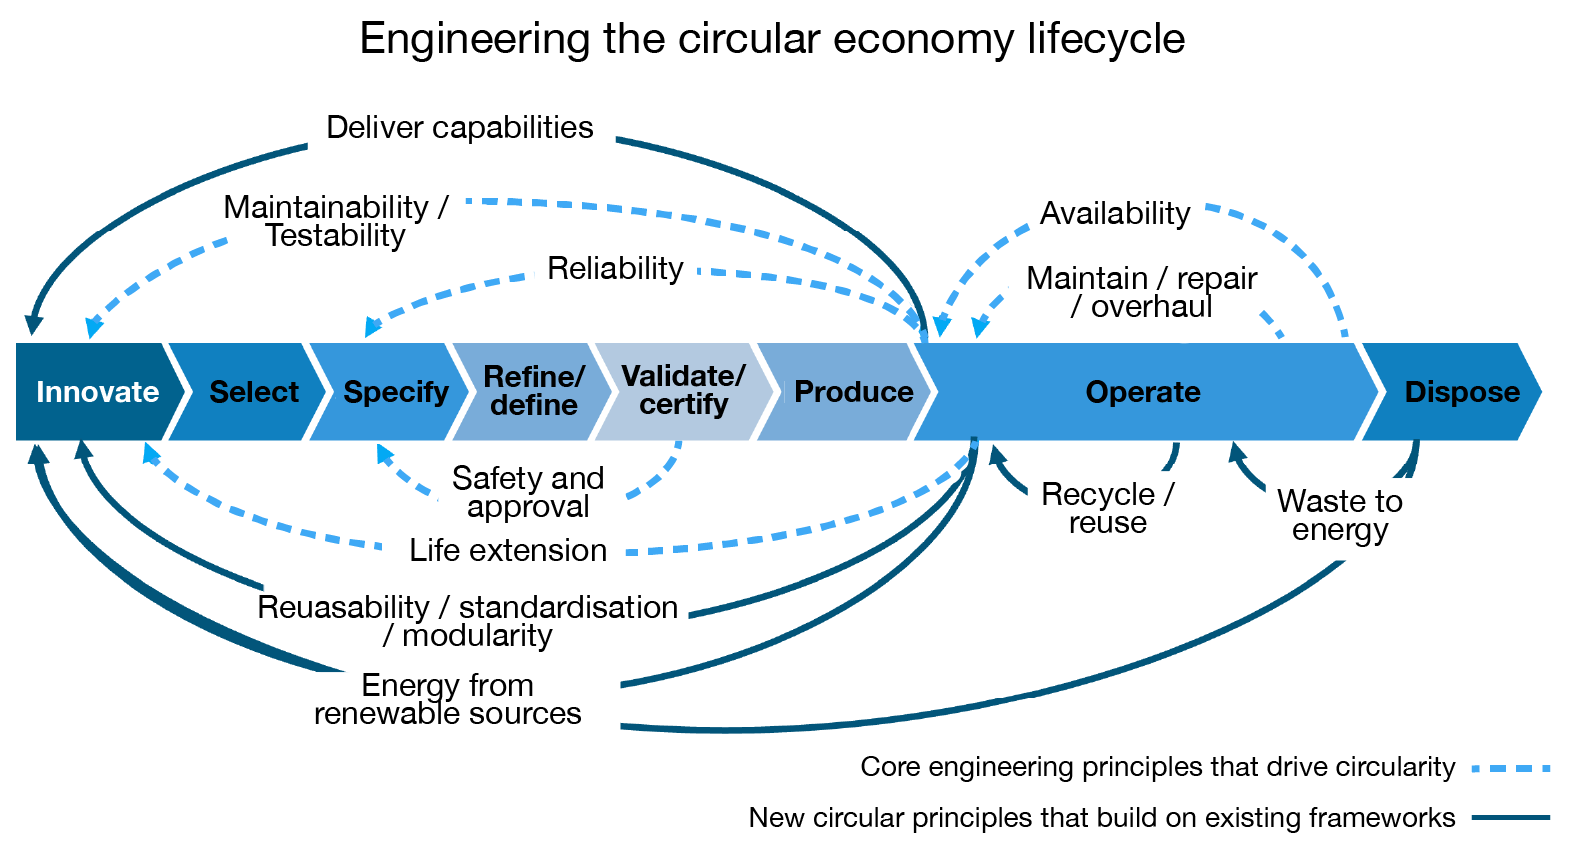 Engineering the circular economy lifecycle
Deliver capabilities
Maintainability /
Testability
Reliability
Availability
Maintain / repair
/ overhaul
Innovate
Select
Specify
Refine/
define
Validate/
certify
Produce
Operate
Dispose
Safety and
approval
Life extension
Recycle /
reuse
Waste to
energy
Reuasability / standardisation
/ modularity
Energy from
renewable sources
Core engineering principles that drive circularity
New circular principles that build on existing frameworks